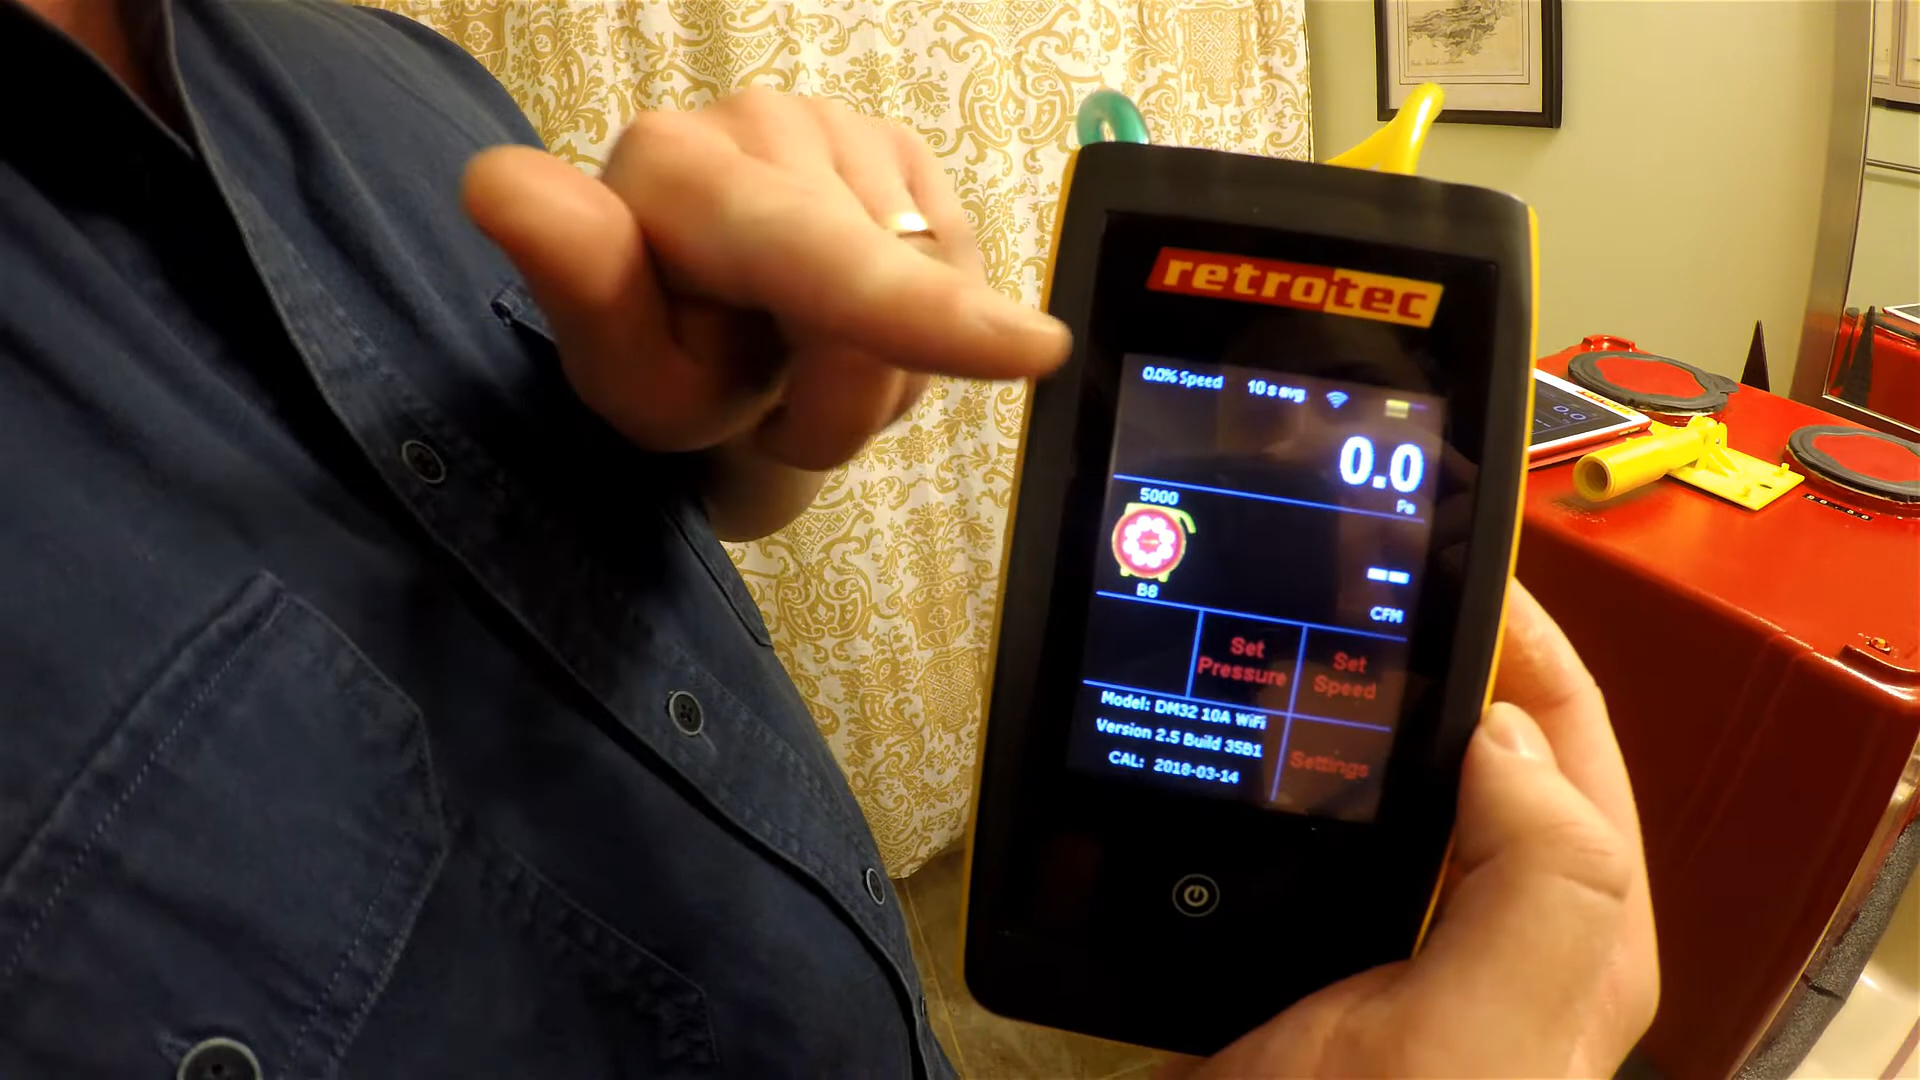 retrotec
0.0% Speed 10 s avg
0.0
Pa
5000
B8
--
CFM
Set
Pressure
Set
Speed
Model: DM32 10A WiFi
Version 2.5 Build 35B1
CAL: 2018-03-14
Settings